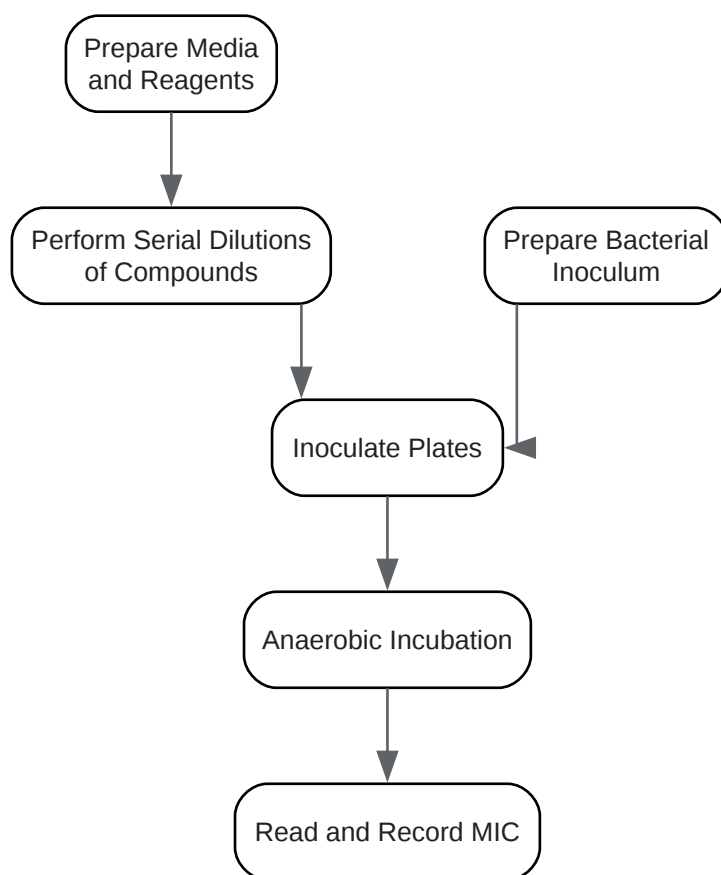 Prepare Media
and Reagents
Perform Serial Dilutions
of Compounds
Prepare Bacterial
Inoculum
Inoculate Plates
Anaerobic Incubation
Read and Record MIC